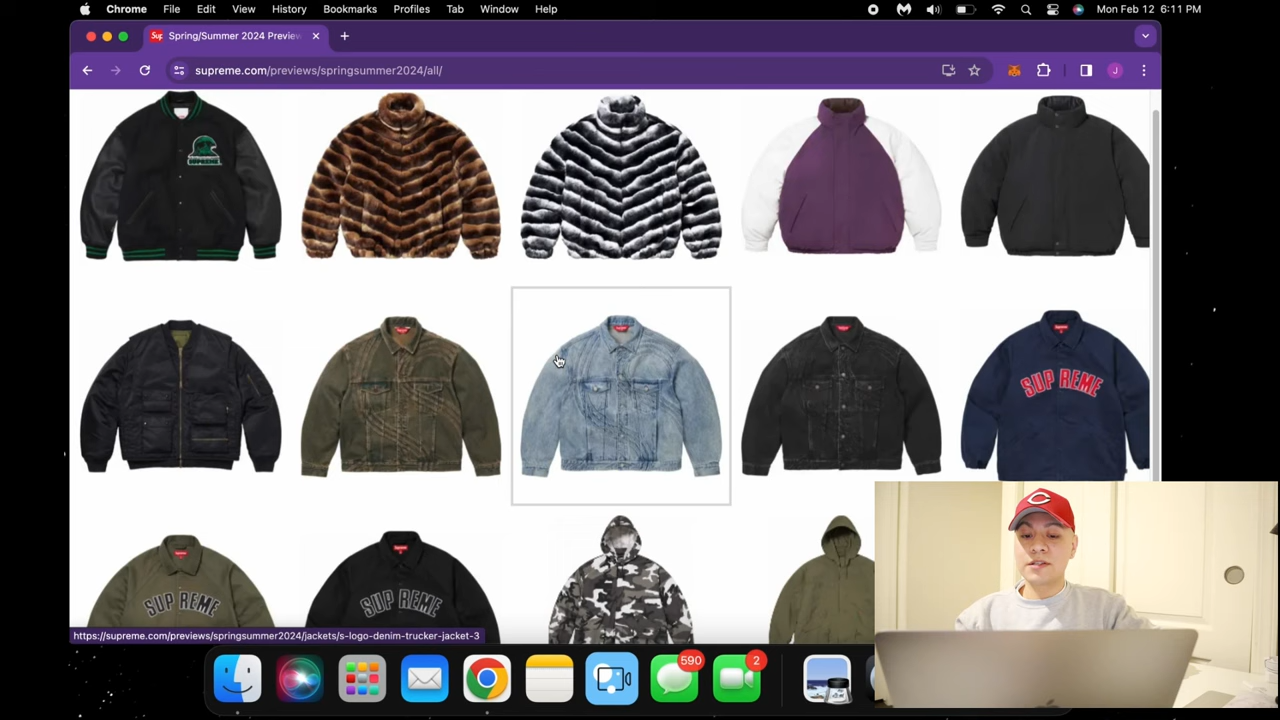 Chrome File Edit View History Bookmarks Profiles Tab Window Help Mon Feb 12 6:11 PM
Sup Spring/Summer 2024 Preview
supreme.com/previews/springsummer2024/all/ J
SUPREME
SUP REME
SUP REME SUP REME
https://supreme.com/previews/springsummer2024/jackets/s-logo-denim-trucker-jacket-3
590 2